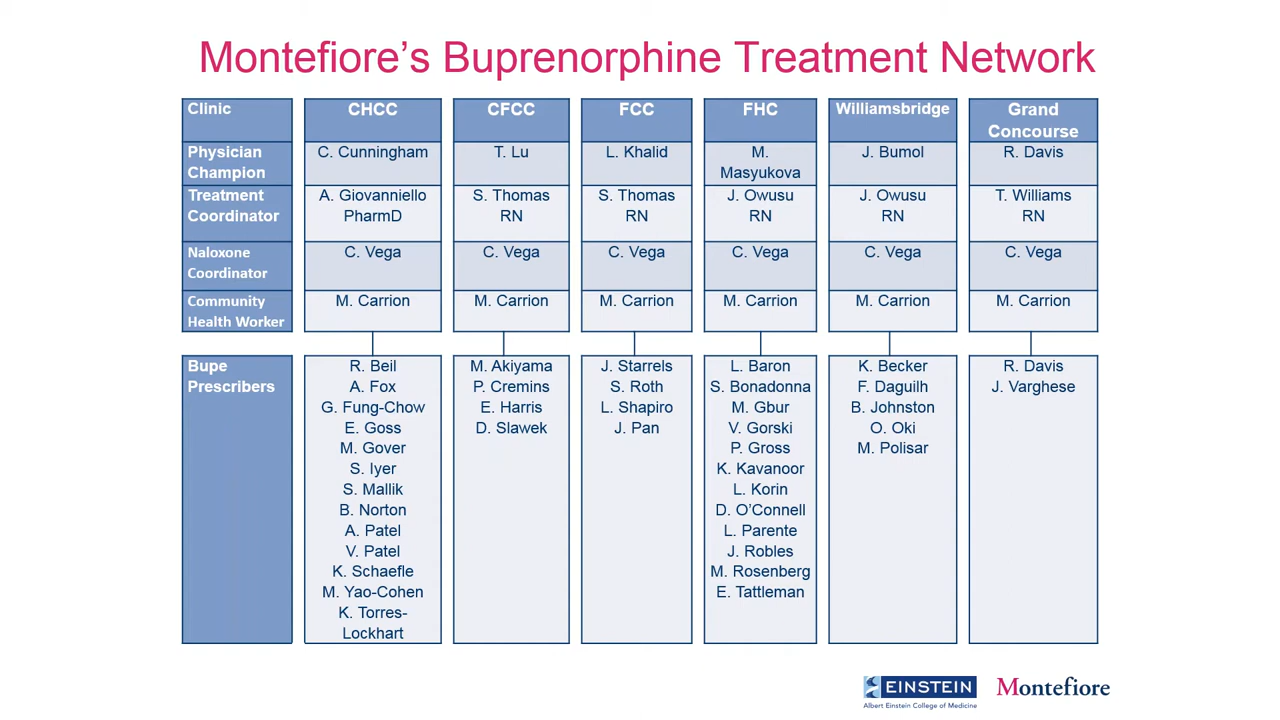 Montefiore’s Buprenorphine Treatment Network
Clinic
CHCC
CFCC
FCC
FHC
Williamsbridge
Grand
Concourse
Physician
Champion
C. Cunningham
T. Lu
L. Khalid
M.
Masyukova
J. Bumol
R. Davis
Treatment
Coordinator
A. Giovanniello
PharmD
S. Thomas
RN
S. Thomas
RN
J. Owusu
RN
J. Owusu
RN
T. Williams
RN
Naloxone
Coordinator
C. Vega
C. Vega
C. Vega
C. Vega
C. Vega
C. Vega
Community
Health Worker
M. Carrion
M. Carrion
M. Carrion
M. Carrion
M. Carrion
M. Carrion
Bupe
Prescribers
R. Beil
A. Fox
G. Fung-Chow
E. Goss
M. Gover
S. Iyer
S. Mallik
B. Norton
A. Patel
V. Patel
K. Schaefle
M. Yao-Cohen
K. Torres-
Lockhart
M. Akiyama
P. Cremins
E. Harris
D. Slawek
J. Starrels
S. Roth
L. Shapiro
J. Pan
L. Baron
S. Bonadonna
M. Gbur
V. Gorski
P. Gross
K. Kavanoor
L. Korin
D. O’Connell
L. Parente
J. Robles
M. Rosenberg
E. Tattleman
K. Becker
F. Daguilh
B. Johnston
O. Oki
M. Polisar
R. Davis
J. Varghese
EINSTEIN
Albert Einstein College of Medicine
Montefiore